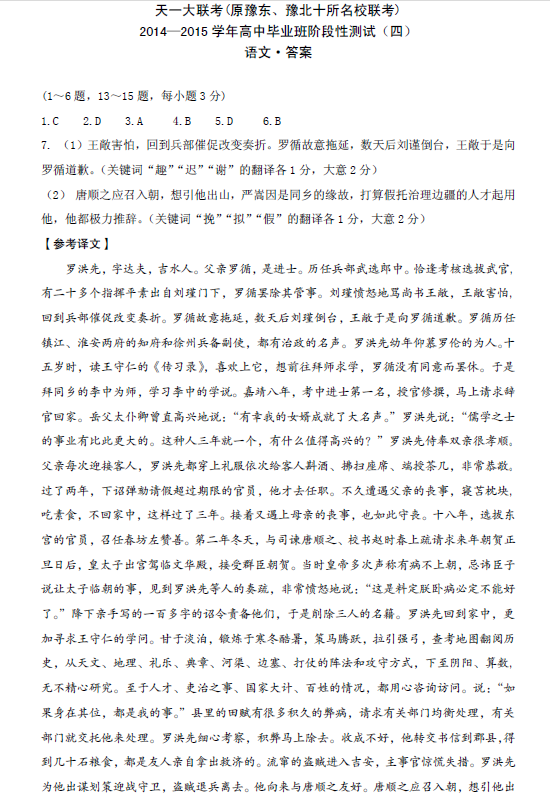 天一大联考(原豫东、豫北十所名校联考)
2014—2015 学年高中毕业班阶段性测试（四）
语文·答案
(1～6 题，13～15 题，每小题 3 分)
1.C 2.D 3.A 4.B 5.D 6.B
7. （1）王敞害怕，回到兵部催促改变奏折。罗循故意拖延，数天后刘谨倒台，王敞于是向
罗循道歉。（关键词“趣”“迟”“谢”的翻译各 1 分，大意 2 分）
（2） 唐顺之应召入朝，想引他出山，严嵩因是同乡的缘故，打算假托治理边疆的人才起用
他，他都极力推辞。（关键词“挽”“拟”“假”的翻译各 1 分，大意 2 分）
【参考译文】
罗洪先，字达夫，吉水人。父亲罗循，是进士。历任兵部武选郎中。恰逢考核选拔武官，
有二十多个指挥平素出自刘瑾门下，罗循罢除其管事。刘瑾愤怒地骂尚书王敞，王敞害怕，
回到兵部催促改变奏折。罗循故意拖延，数天后刘瑾倒台，王敞于是向罗循道歉。罗循历任
镇江、淮安两府的知府和徐州兵备副使，都有治政的名声。罗洪先幼年仰慕罗伦的为人。十
五岁时，读王守仁的《传习录》，喜欢上它，想前往拜师求学，罗循没有同意而罢休。于是
拜同乡的李中为师，学习李中的学说。嘉靖八年，考中进士第一名，授官修撰，马上请求辞
官回家。岳父太仆卿曾直高兴地说：“有幸我的女婿成就了大名声。”罗洪先说：“儒学之士
的事业有比此更大的。这种人三年就一个，有什么值得高兴的？”罗洪先侍奉双亲很孝顺。
父亲每次迎接客人，罗洪先都穿上礼服依次给客人斟酒、拂扫座席、端授茶几，非常恭敬。
过了两年，下诏弹劾请假超过期限的官员，他才去任职。不久遭遇父亲的丧事，寝苫枕块，
吃素食，不回家中，这样过了三年。接着又遇上母亲的丧事，也如此守丧。十八年，选拔东
宫的官员，召任春坊左赞善。第二年冬天，与司谏唐顺之、校书赵时春上疏请求来年朝贺正
旦日后，皇太子出宫驾临文华殿，接受群臣朝贺。当时皇帝多次声称有病不上朝，忌讳臣子
说让太子临朝的事，见到罗洪先等人的奏疏，非常愤怒地说：“这是料定朕卧病必定不能好
了。”降下亲手写的一百多字的诏令责备他们，于是削除三人的名籍。罗洪先回到家中，更
加寻求王守仁的学问。甘于淡泊，锻炼于寒冬酷暑，策马腾跃，拉引强弓，查考地图翻阅历
史，从天文、地理、礼乐、典章、河渠、边塞、打仗的阵法和攻守方式，下至阴阳、算数，
无不精心研究。至于人才、吏治之事、国家大计、百姓的情况，都用心咨询访问。说：“如
果身在其位，都是我的事。”县里的田赋有很多积久的弊病，请求有关部门均衡处理，有关
部门就交托他来处理。罗洪先细心考察，积弊马上除去。收成不好，他转交书信到郡县，得
到几十石粮食，都是友人亲自拿出救济的。流窜的盗贼进入吉安，主事官惊慌失措。罗洪先
为他出谋划策迎战守卫，盗贼退兵离去。他向来与唐顺之友好。唐顺之应召入朝，想引他出